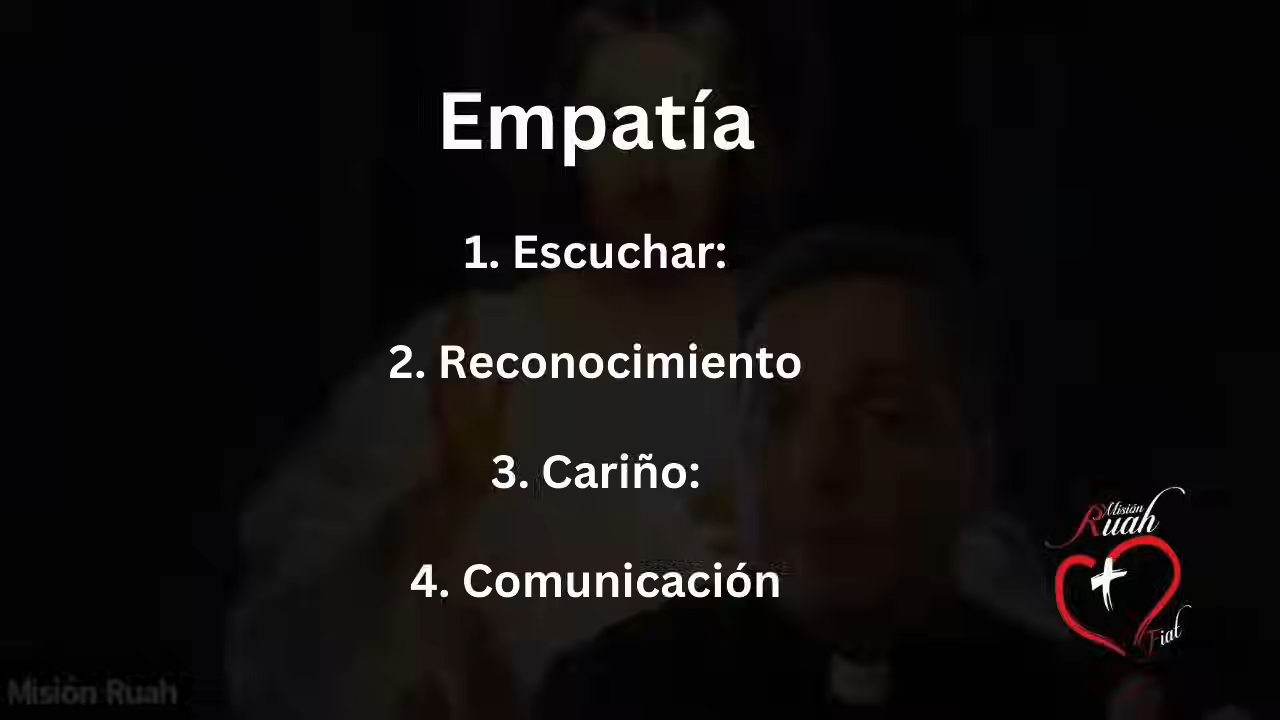 Empatía
1. Escuchar:
2. Reconocimiento
3. Cariño:
4. Comunicación
Misión
Ruah
Fiat
Misión Ruah